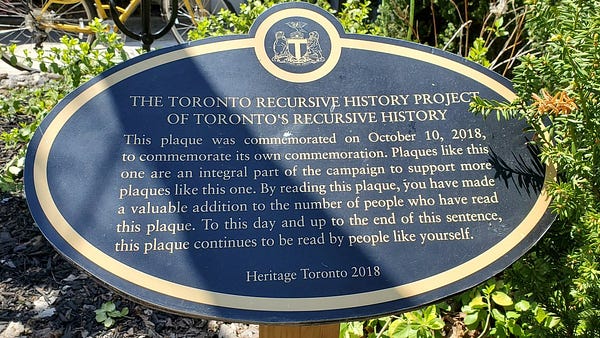 THE TORONTO RECURSIVE HISTORY PROJECT
OF TORONTO'S RECURSIVE HISTORY
This plaque was commemorated on October 10, 2018,
to commemorate its own commemoration. Plaques like this
one are an integral part of the campaign to support more
plaques like this one. By reading this plaque, you have made
a valuable addition to the number of people who have read
this plaque. To this day and up to the end of this sentence,
this plaque continues to be read by people like yourself.
Heritage Toronto 2018